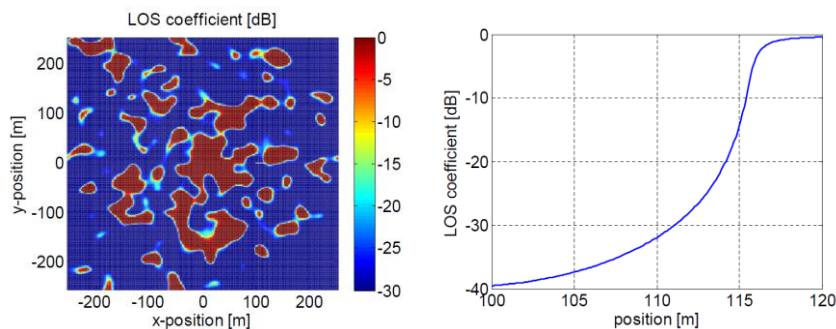 LOS coefficient [dB]
200
100
0
-100
-200
y-position [m]
-200 -100 0 100 200
x-position [m]
0
-5
-10
-15
-20
-25
-30
0
-10
-20
-30
-40
LOS coefficient [dB]
100 105 110 115 120
position [m]